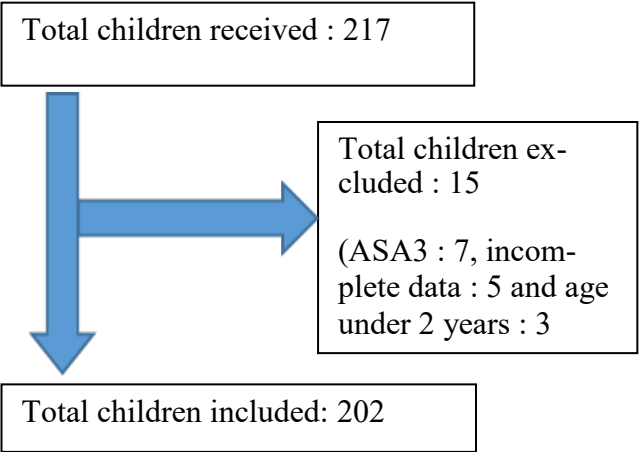 Total children received : 217
Total children ex-
cluded : 15
(ASA3 : 7, incom-
plete data : 5 and age
under 2 years : 3
Total children included: 202